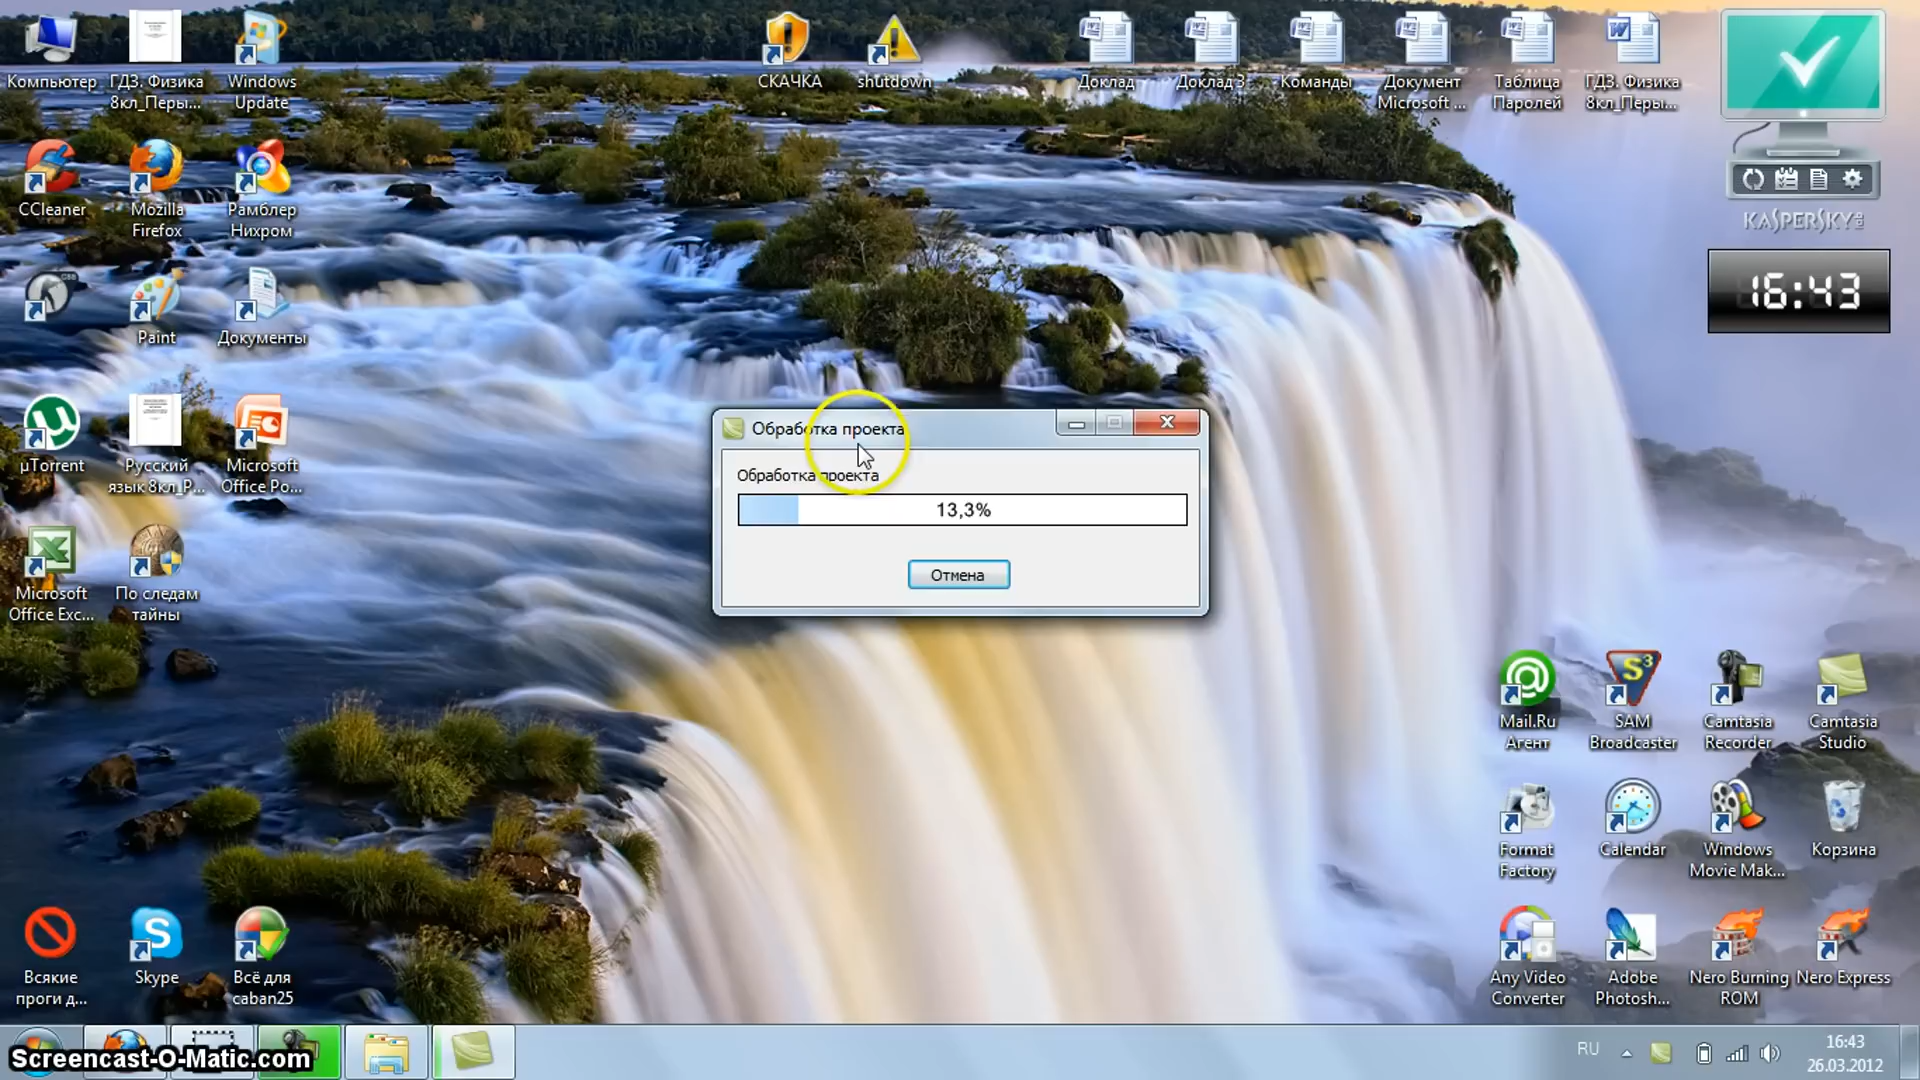 Компьютер
ГДЗ. Физика
8кл_Перы...
Windows
Update
СКАЧКА
shutdown
Доклад
Доклад 3
Команды
Документ
Microsoft ...
Таблица
Паролей
ГДЗ. Физика
8кл_Перы...
KASPERSKY
16:43
CCleaner
Mozilla
Firefox
Рамблер
Нихром
Paint
Документы
µTorrent
Русский
язык 8кл_Р...
Microsoft
Office Po...
Обработка проекта
Обработка проекта
13,3%
Отмена
Microsoft
Office Exc...
По следам
тайны
Mail.Ru
Агент
SAM
Broadcaster
Camtasia
Recorder
Camtasia
Studio
Format
Factory
Calendar
Windows
Movie Mak...
Корзина
Всякие
проги д...
Skype
Всё для
caban25
Any Video
Converter
Adobe
Photosh...
Nero Burning
ROM
Nero Express
Screencast-O-Matic.com
RU
16:43
26.03.2012